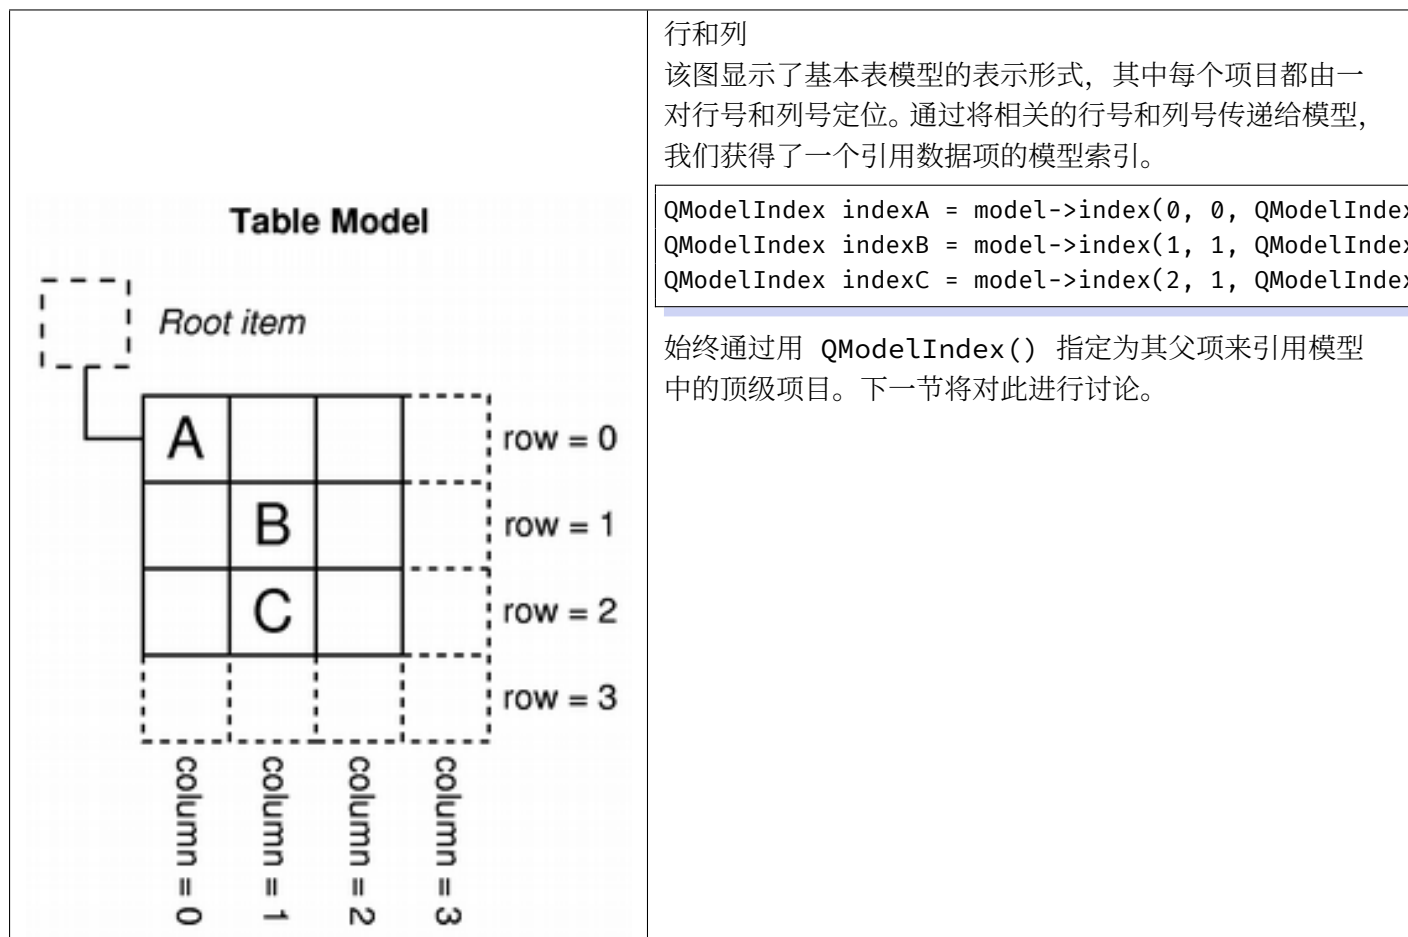 Table Model
Root item
A
row = 0
B
row = 1
C
row = 2
row = 3
column = 0
column = 1
column = 2
column = 3
行和列
该图显示了基本表模型的表示形式，其中每个项目都由一
对行号和列号定位。通过将相关的行号和列号传递给模型，
我们获得了一个引用数据项的模型索引。
QModelIndex indexA = model->index(0, 0, QModelIndex
QModelIndex indexB = model->index(1, 1, QModelIndex
QModelIndex indexC = model->index(2, 1, QModelIndex
始终通过用 QModelIndex() 指定为其父项来引用模型
中的顶级项目。下一节将对此进行讨论。